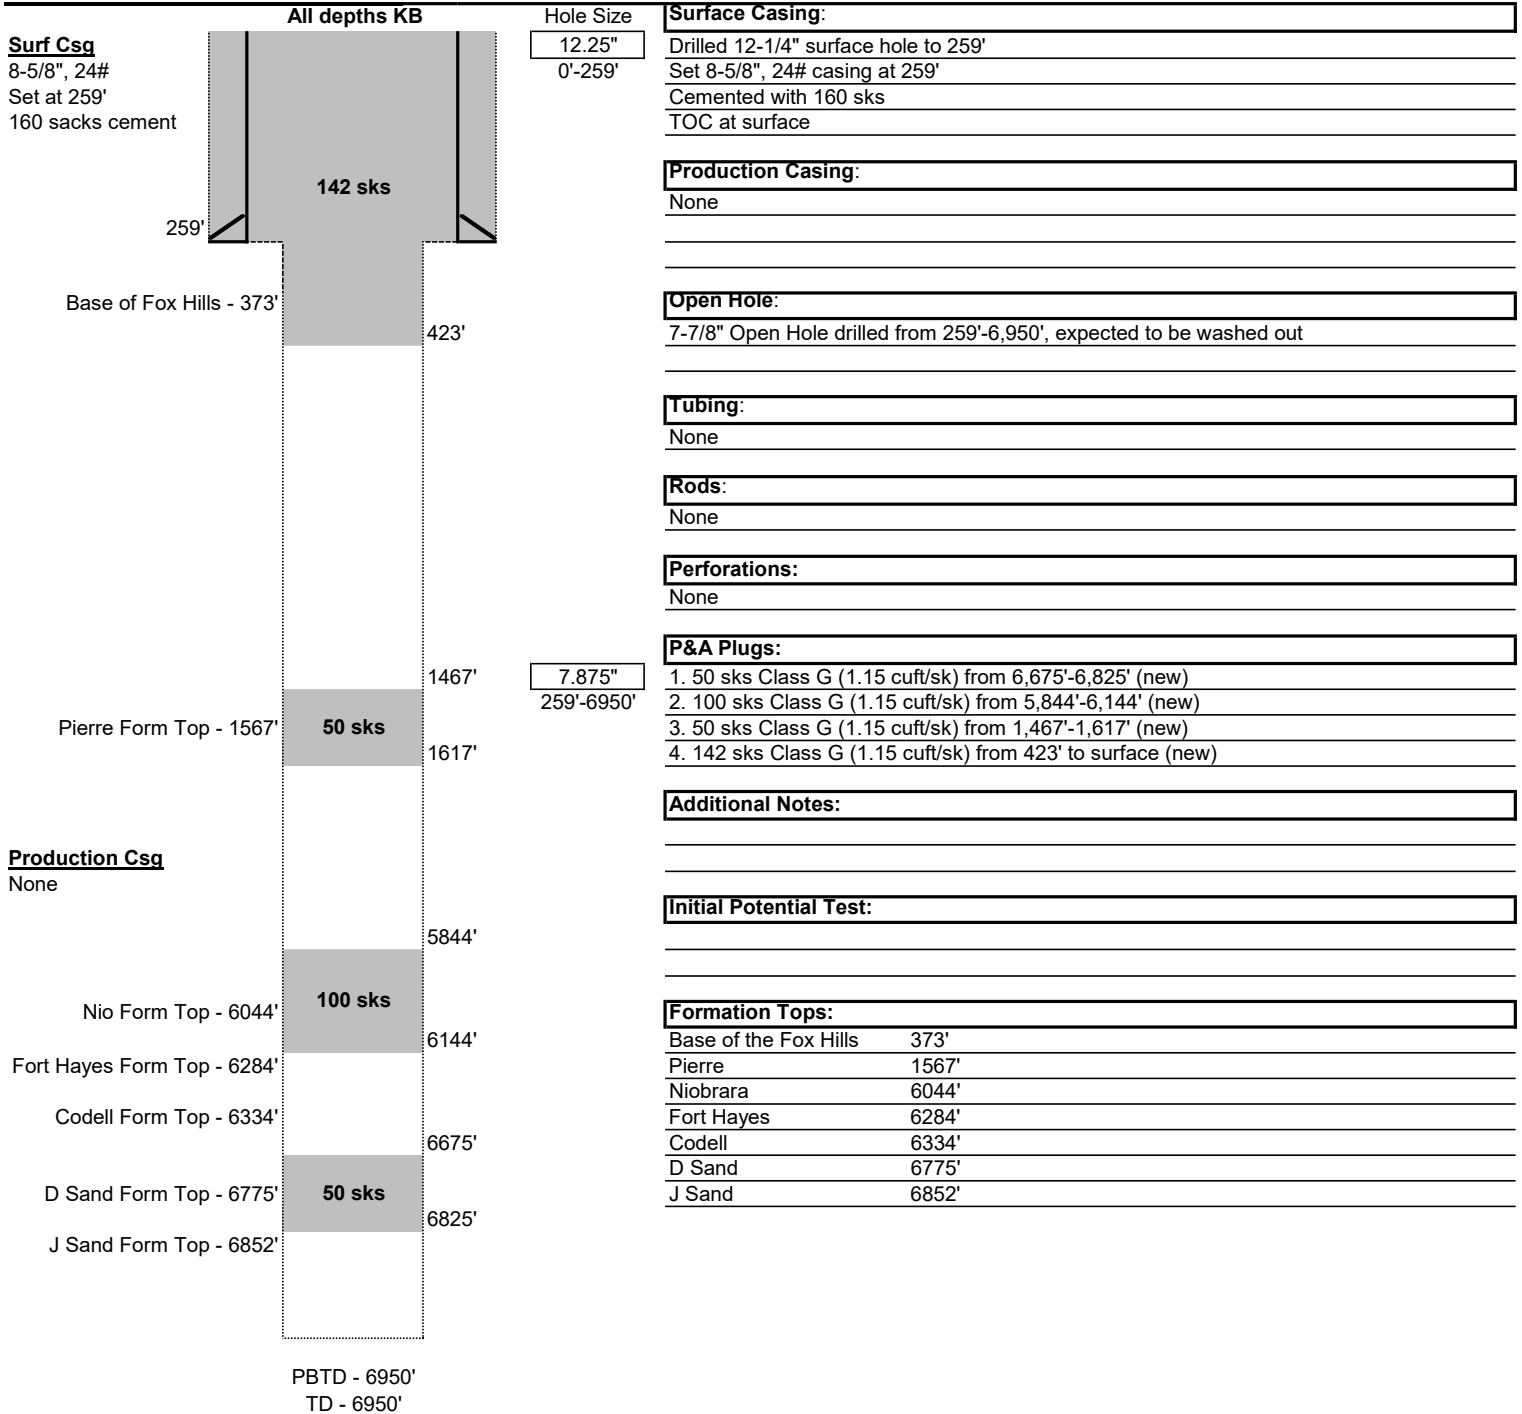 All depths KB
Hole Size
Surf Csg
8-5/8", 24#
Set at 259'
160 sacks cement
12.25"
0'-259'
142 sks
259'
Base of Fox Hills - 373'
423'
1467'
7.875"
259'-6950'
Pierre Form Top - 1567'
50 sks
1617'
Production Csg
None
5844'
100 sks
Nio Form Top - 6044'
6144'
Fort Hayes Form Top - 6284'
Codell Form Top - 6334'
6675'
D Sand Form Top - 6775'
50 sks
6825'
J Sand Form Top - 6852'
PBTD - 6950'
TD - 6950'
Surface Casing:
Drilled 12-1/4" surface hole to 259'
Set 8-5/8", 24# casing at 259'
Cemented with 160 sks
TOC at surface
Production Casing:
None
Open Hole:
7-7/8" Open Hole drilled from 259'-6,950', expected to be washed out
Tubing:
None
Rods:
None
Perforations:
None
P&A Plugs:
1. 50 sks Class G (1.15 cuft/sk) from 6,675'-6,825' (new)
2. 100 sks Class G (1.15 cuft/sk) from 5,844'-6,144' (new)
3. 50 sks Class G (1.15 cuft/sk) from 1,467'-1,617' (new)
4. 142 sks Class G (1.15 cuft/sk) from 423' to surface (new)
Additional Notes:
Initial Potential Test:
Formation Tops:
Base of the Fox Hills 373'
Pierre 1567'
Niobrara 6044'
Fort Hayes 6284'
Codell 6334'
D Sand 6775'
J Sand 6852'